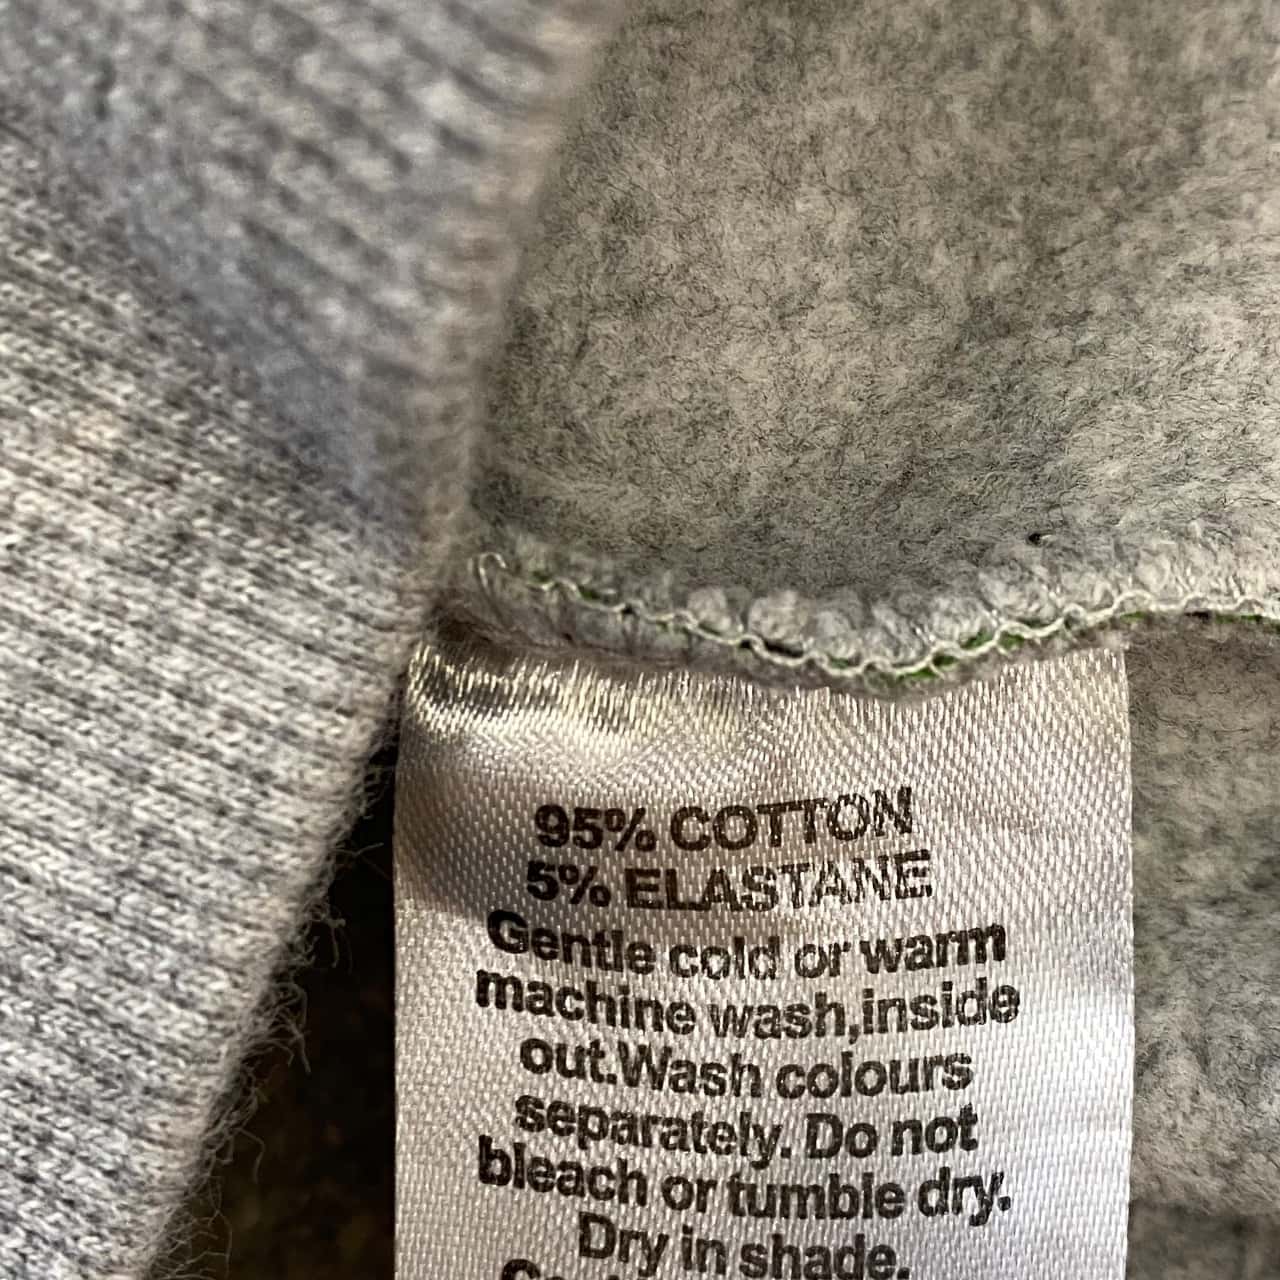 95% COTTON
5% ELASTANE
Gentle cold or warm
machine wash,inside
out.Wash colours
separately. Do not
bleach or tumble dry.
Dry in shade.